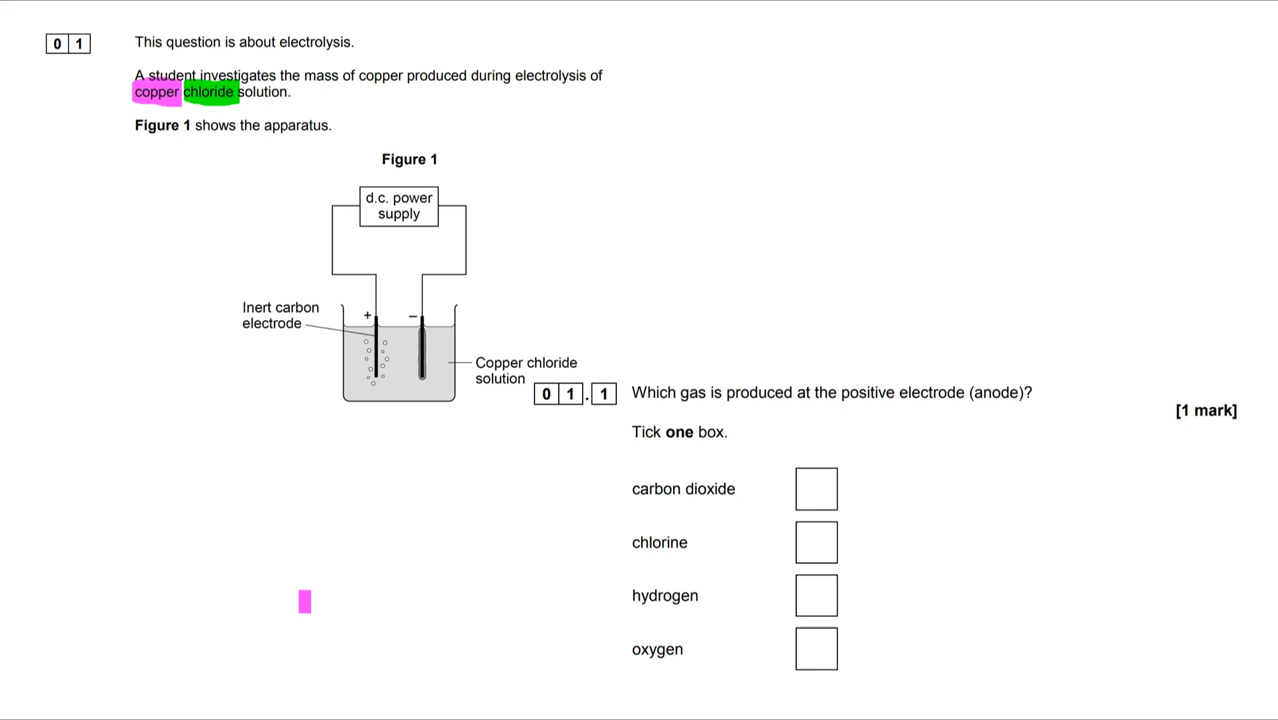 0 1
This question is about electrolysis.
A student investigates the mass of copper produced during electrolysis of
copper chloride solution.
Figure 1 shows the apparatus.
Figure 1
d.c. power
supply
Inert carbon
electrode
+
–
Copper chloride
solution
0 1 . 1
Which gas is produced at the positive electrode (anode)?
[1 mark]
Tick one box.
carbon dioxide
chlorine
hydrogen
oxygen